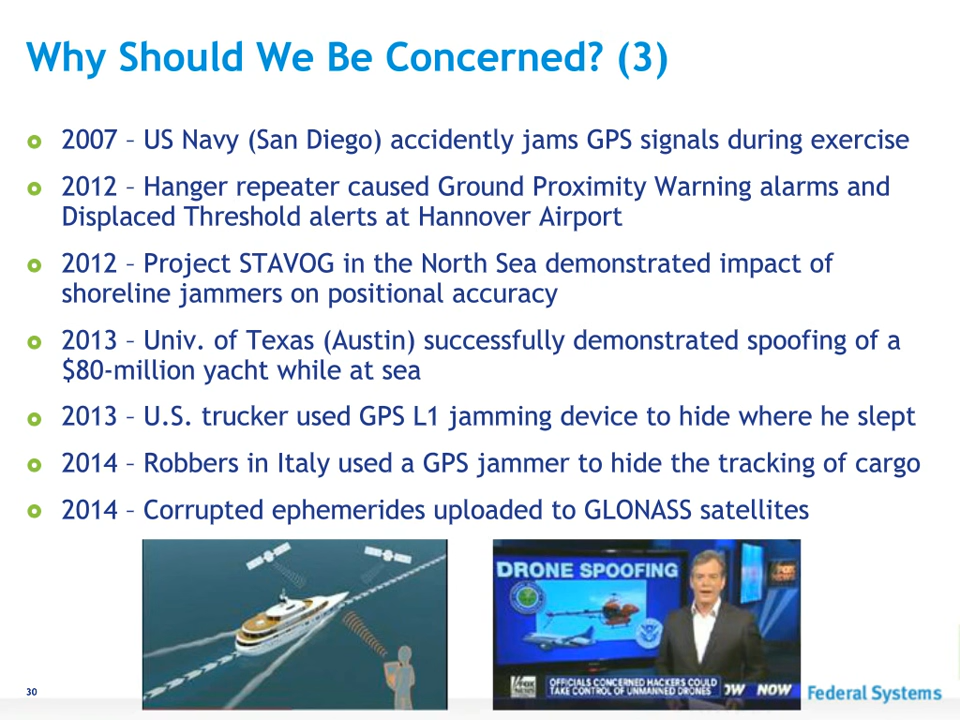 Why Should We Be Concerned? (3)
2007 – US Navy (San Diego) accidently jams GPS signals during exercise
2012 – Hanger repeater caused Ground Proximity Warning alarms and
Displaced Threshold alerts at Hannover Airport
2012 – Project STAVOG in the North Sea demonstrated impact of
shoreline jammers on positional accuracy
2013 – Univ. of Texas (Austin) successfully demonstrated spoofing of a
$80-million yacht while at sea
2013 – U.S. trucker used GPS L1 jamming device to hide where he slept
2014 – Robbers in Italy used a GPS jammer to hide the tracking of cargo
2014 – Corrupted ephemerides uploaded to GLONASS satellites
DRONE SPOOFING
FOX
NEWS
FOX
NEWS
OFFICIALS CONCERNED HACKERS COULD
TAKE CONTROL OF UNMANNED DRONES
OW NOW
30
Federal Systems